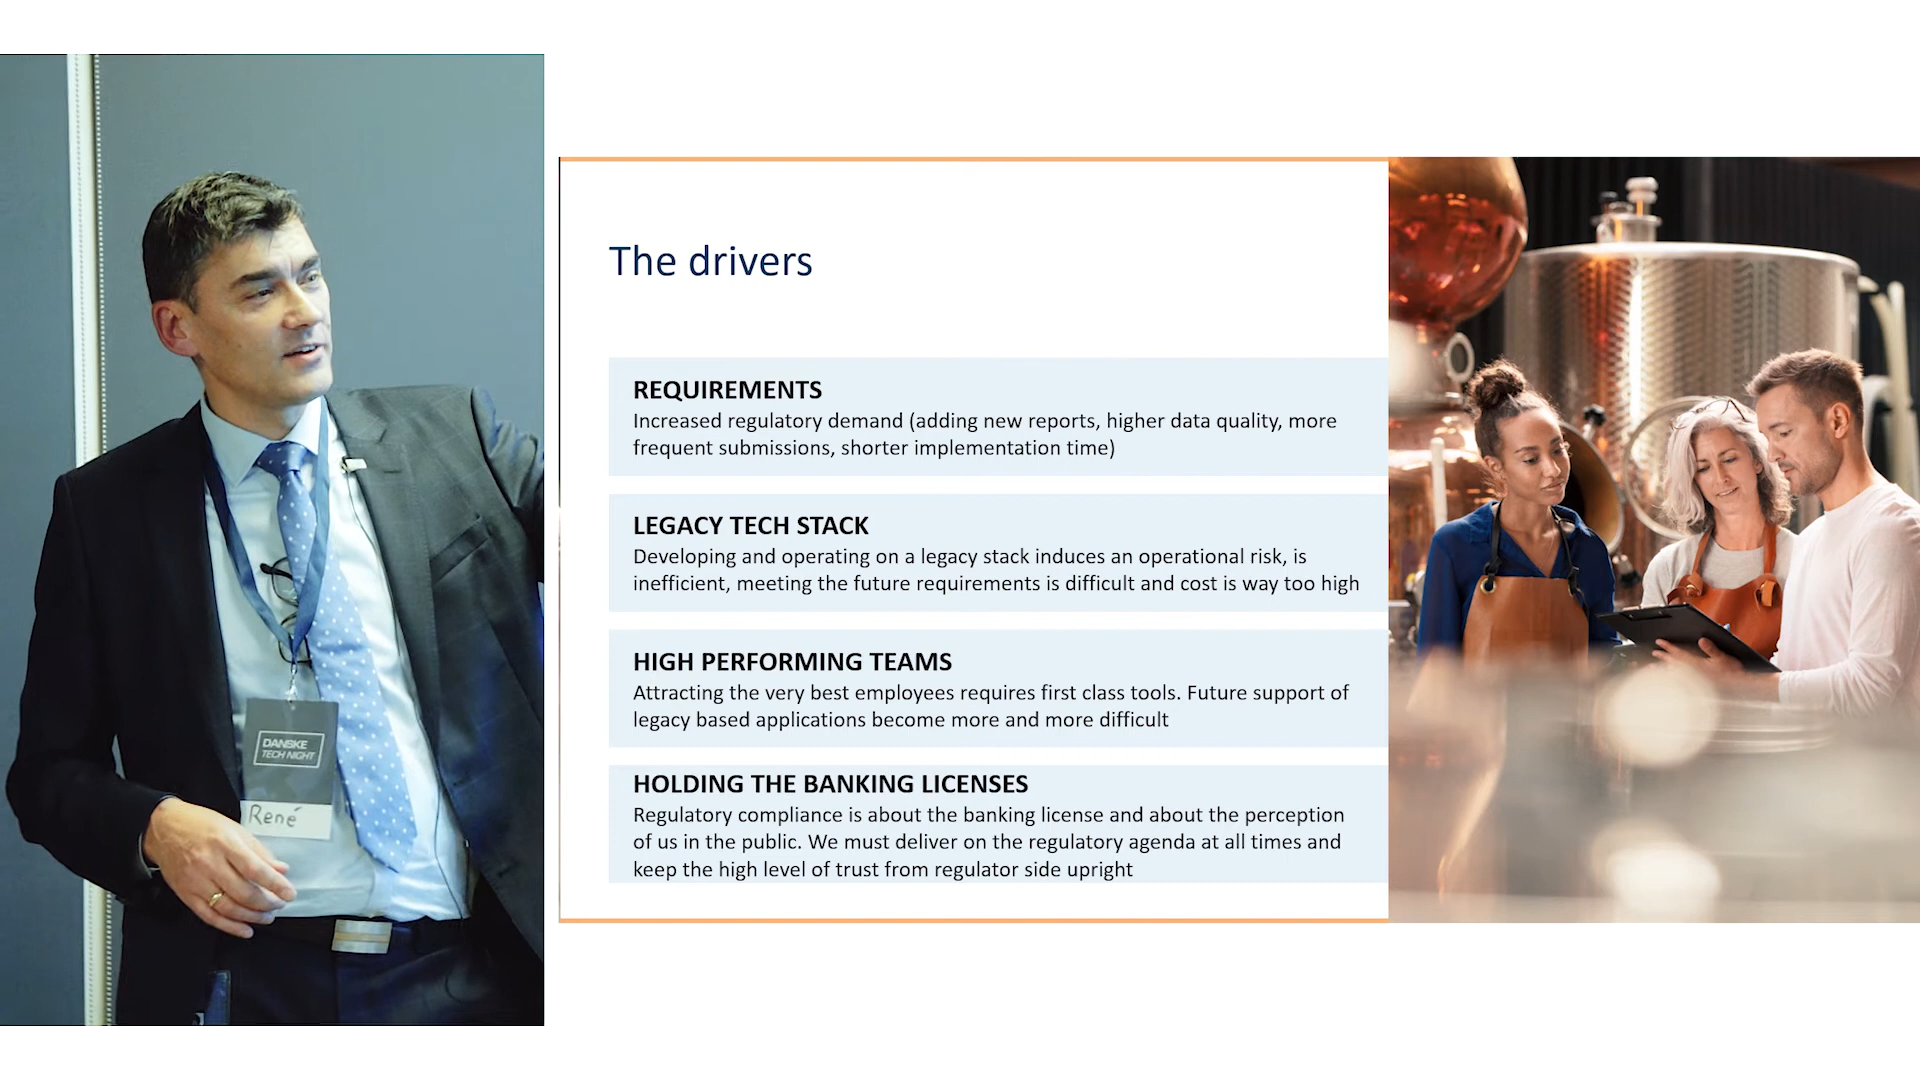 DANSKE
TECH NIGHT
René
The drivers
REQUIREMENTS
Increased regulatory demand (adding new reports, higher data quality, more
frequent submissions, shorter implementation time)
LEGACY TECH STACK
Developing and operating on a legacy stack induces an operational risk, is
inefficient, meeting the future requirements is difficult and cost is way too high
HIGH PERFORMING TEAMS
Attracting the very best employees requires first class tools. Future support of
legacy based applications become more and more difficult
HOLDING THE BANKING LICENSES
Regulatory compliance is about the banking license and about the perception
of us in the public. We must deliver on the regulatory agenda at all times and
keep the high level of trust from regulator side upright